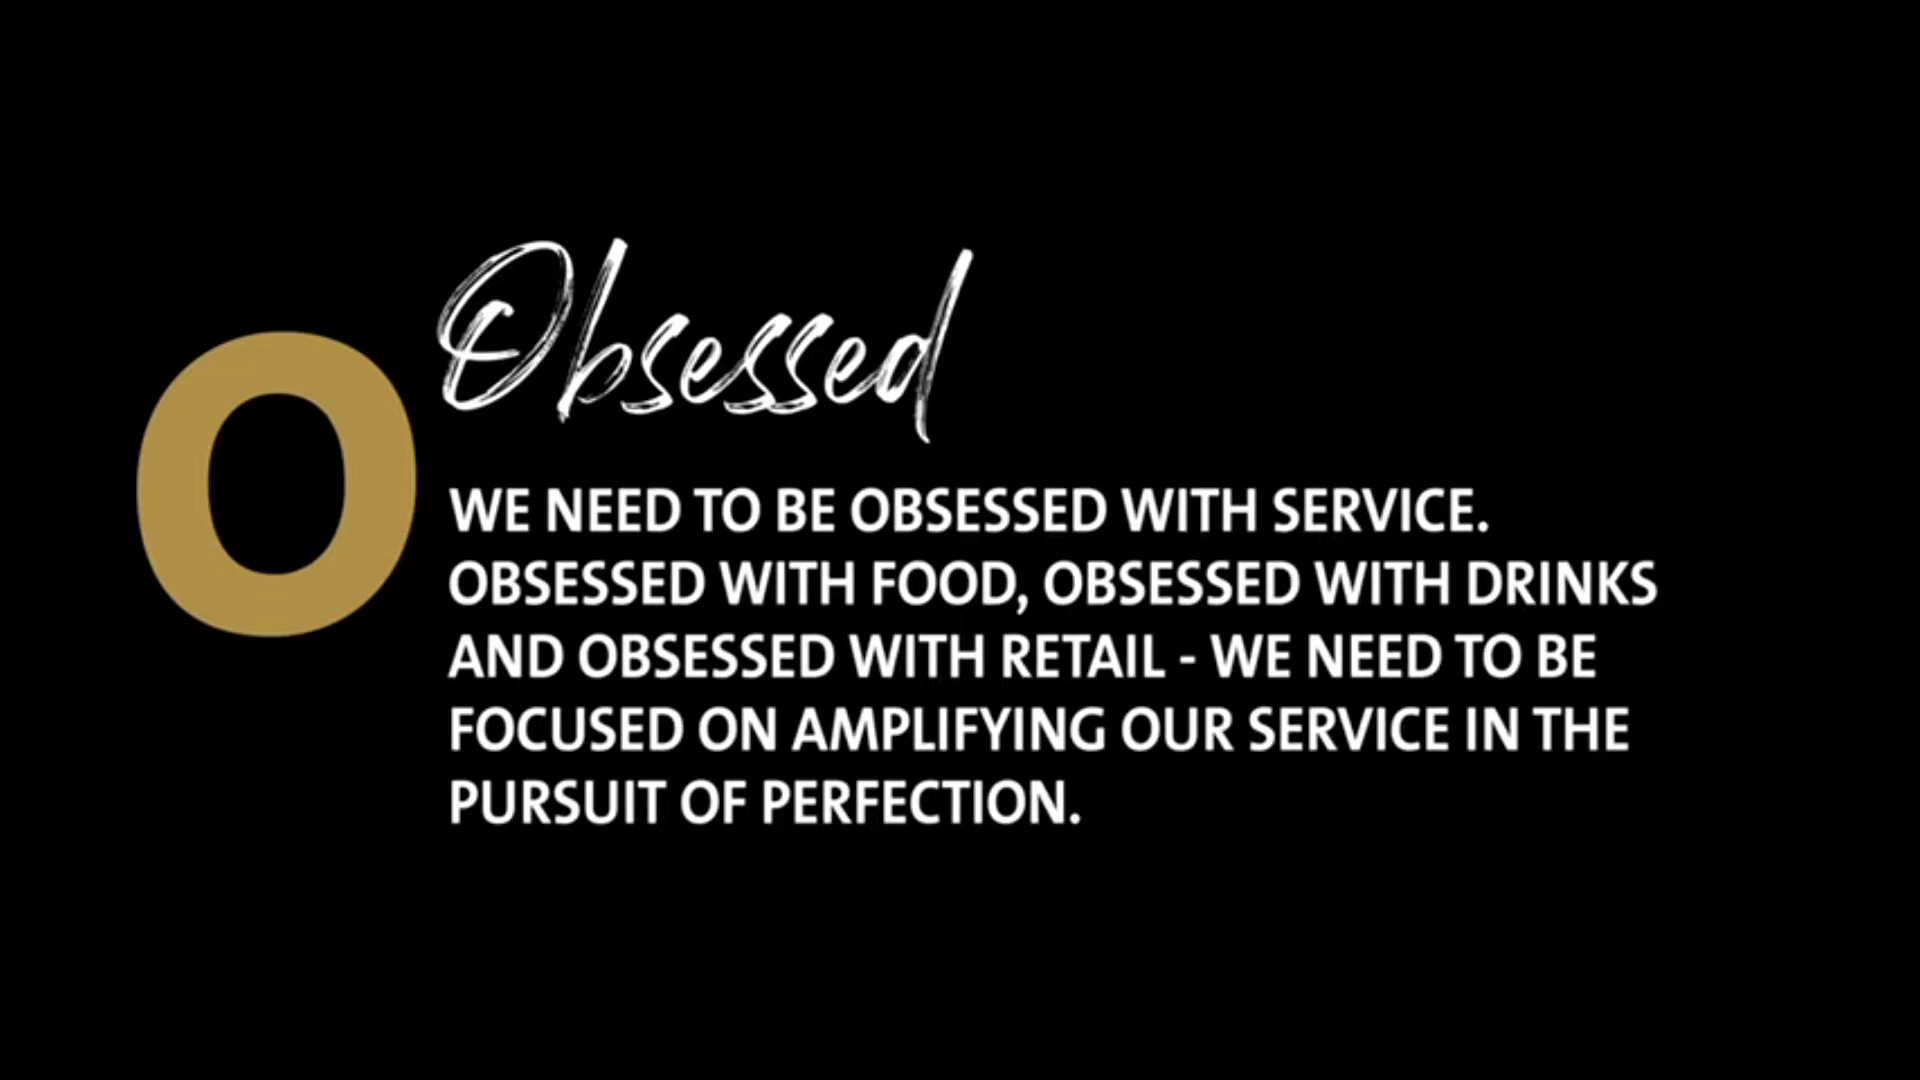 O
Obsessed
WE NEED TO BE OBSESSED WITH SERVICE.
OBSESSED WITH FOOD, OBSESSED WITH DRINKS
AND OBSESSED WITH RETAIL - WE NEED TO BE
FOCUSED ON AMPLIFYING OUR SERVICE IN THE
PURSUIT OF PERFECTION.